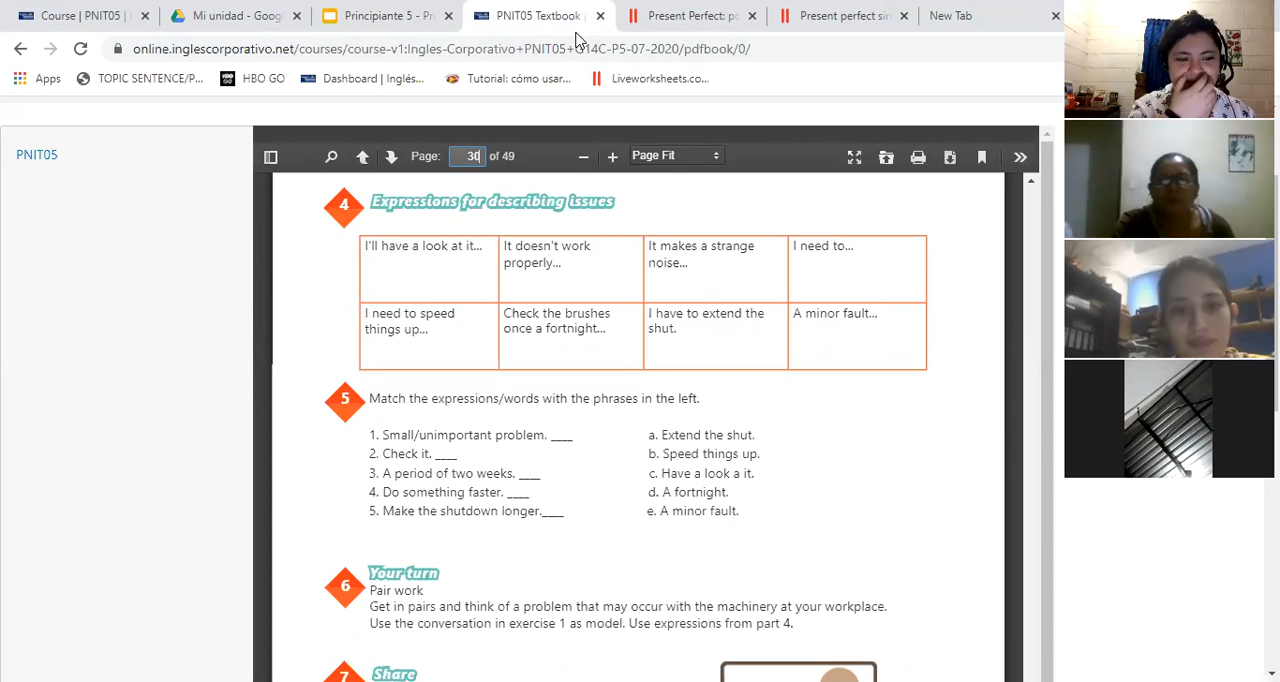 Course | PNIT05 | Inglés
Mi unidad - Googl
Principiante 5 - Pr
PNIT05 Textbook
Present Perfect: po
Present perfect sin
New Tab
online.inglescorporativo.net/courses/course-v1:Ingles-Corporativo+PNIT05+ 14C-P5-07-2020/pdfbook/0/
Apps
TOPIC SENTENCE/P...
HBO GO
Dashboard | Inglés...
Tutorial: cómo usar...
Liveworksheets.co...
PNIT05
Page:
30
of 49
Page Fit
4
Expressions for describing issues
I'll have a look at it...
It doesn't work
properly...
It makes a strange
noise...
I need to...
I need to speed
things up...
Check the brushes
once a fortnight...
I have to extend the
shut.
A minor fault...
5
Match the expressions/words with the phrases in the left.
1. Small/unimportant problem. ____
2. Check it. ____
3. A period of two weeks. ____
4. Do something faster. ____
5. Make the shutdown longer.____
a. Extend the shut.
b. Speed things up.
c. Have a look a it.
d. A fortnight.
e. A minor fault.
6
Your turn
Pair work
Get in pairs and think of a problem that may occur with the machinery at your workplace.
Use the conversation in exercise 1 as model. Use expressions from part 4.
7
Share